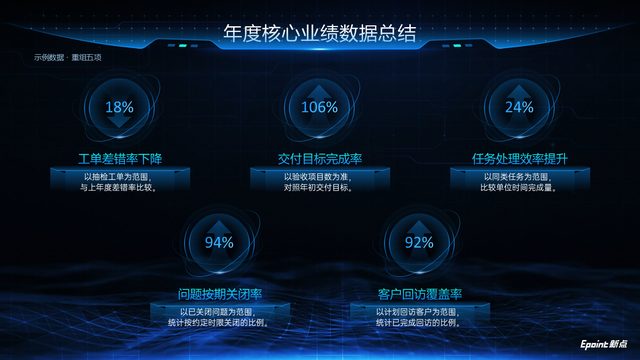 年度核心业绩数据总结
示例数据 · 重组五项
18%
106%
24%
工单差错率下降
交付目标完成率
任务处理效率提升
以抽检工单为范围，
与上年度差错率比较。
以验收项目数为准，
对照年初交付目标。
以同类任务为范围，
比较单位时间完成量。
94%
92%
问题按期关闭率
客户回访覆盖率
以已关闭问题为范围，
统计按约定时限关闭的比例。
以计划回访客户为范围，
统计已完成回访的比例。
Epoint新点